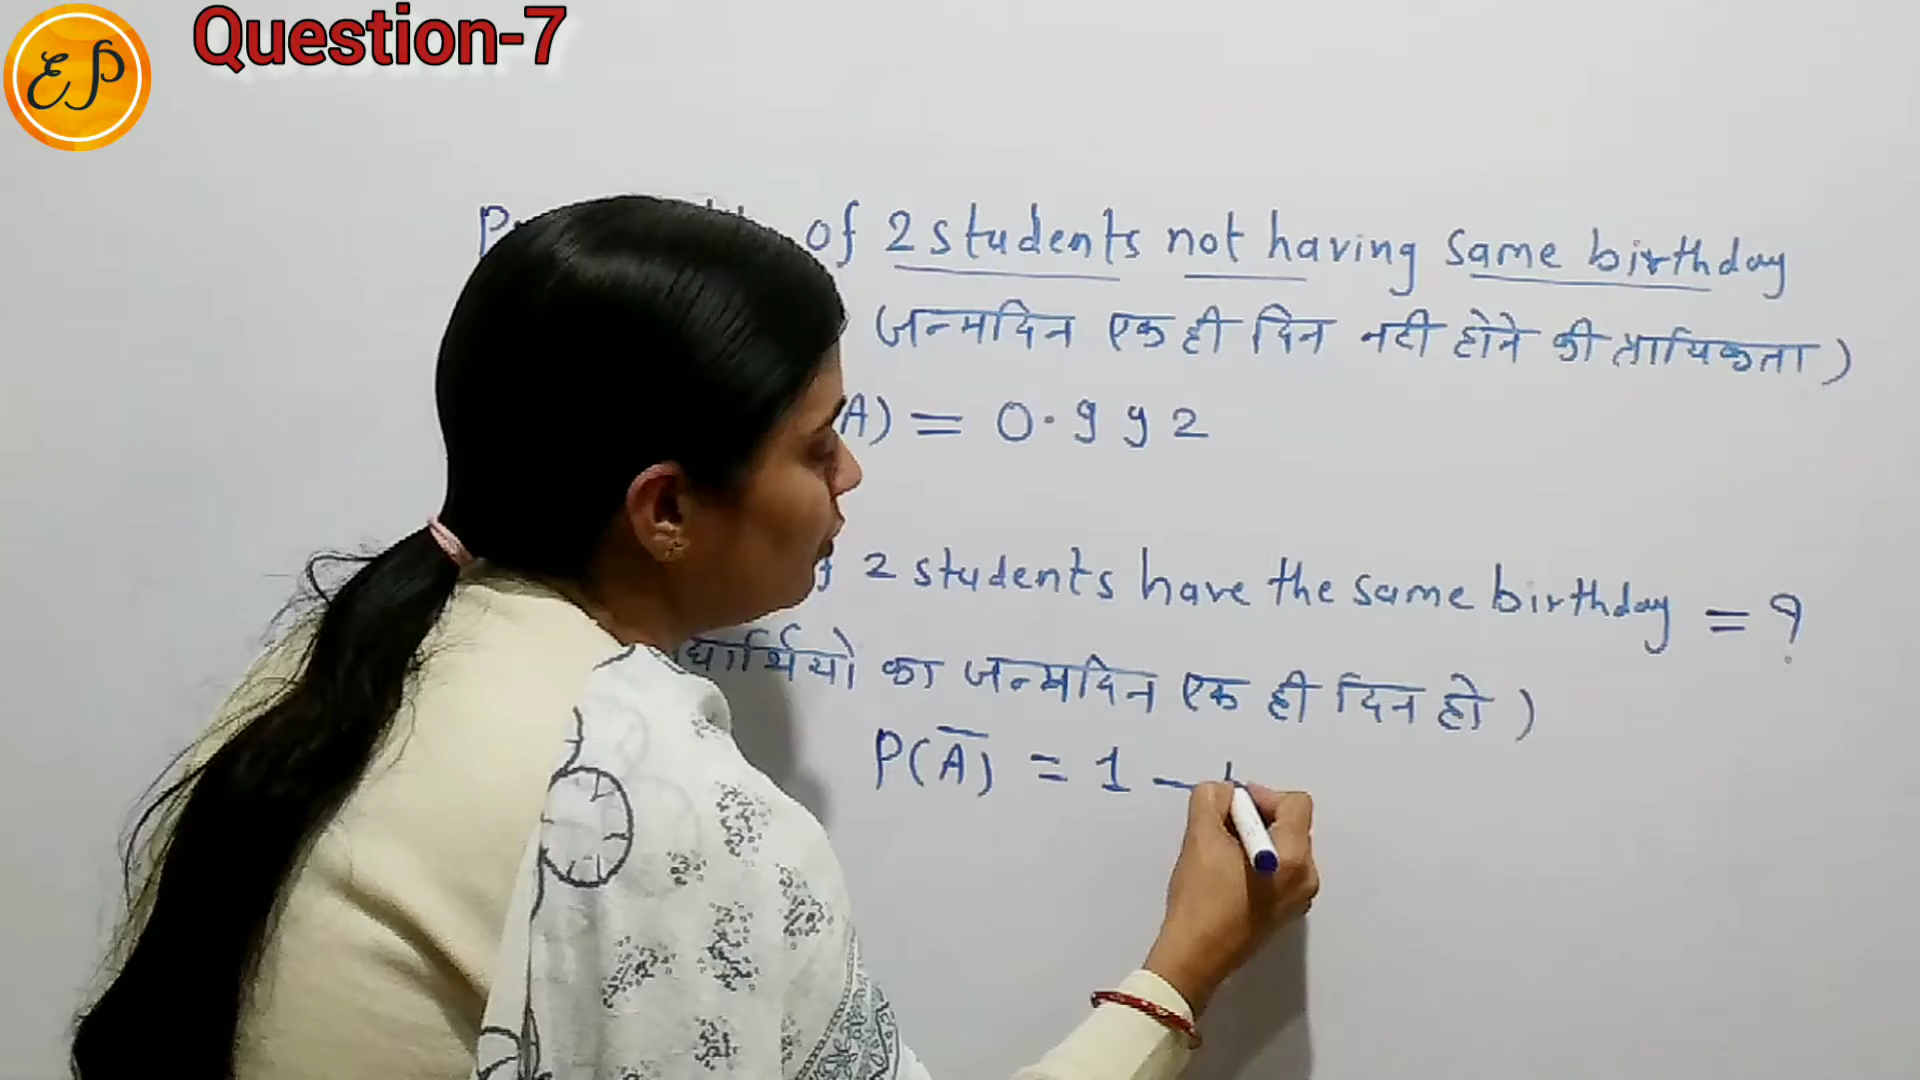 EP
Question-7
of 2 students not having same birthday
जन्मदिन एक ही दिन नही होने की प्रायिकता)
A) = 0.992
2 students have the same birthday = ?
का जन्मदिन एक ही दिन हो)
P(A̅) = 1 -